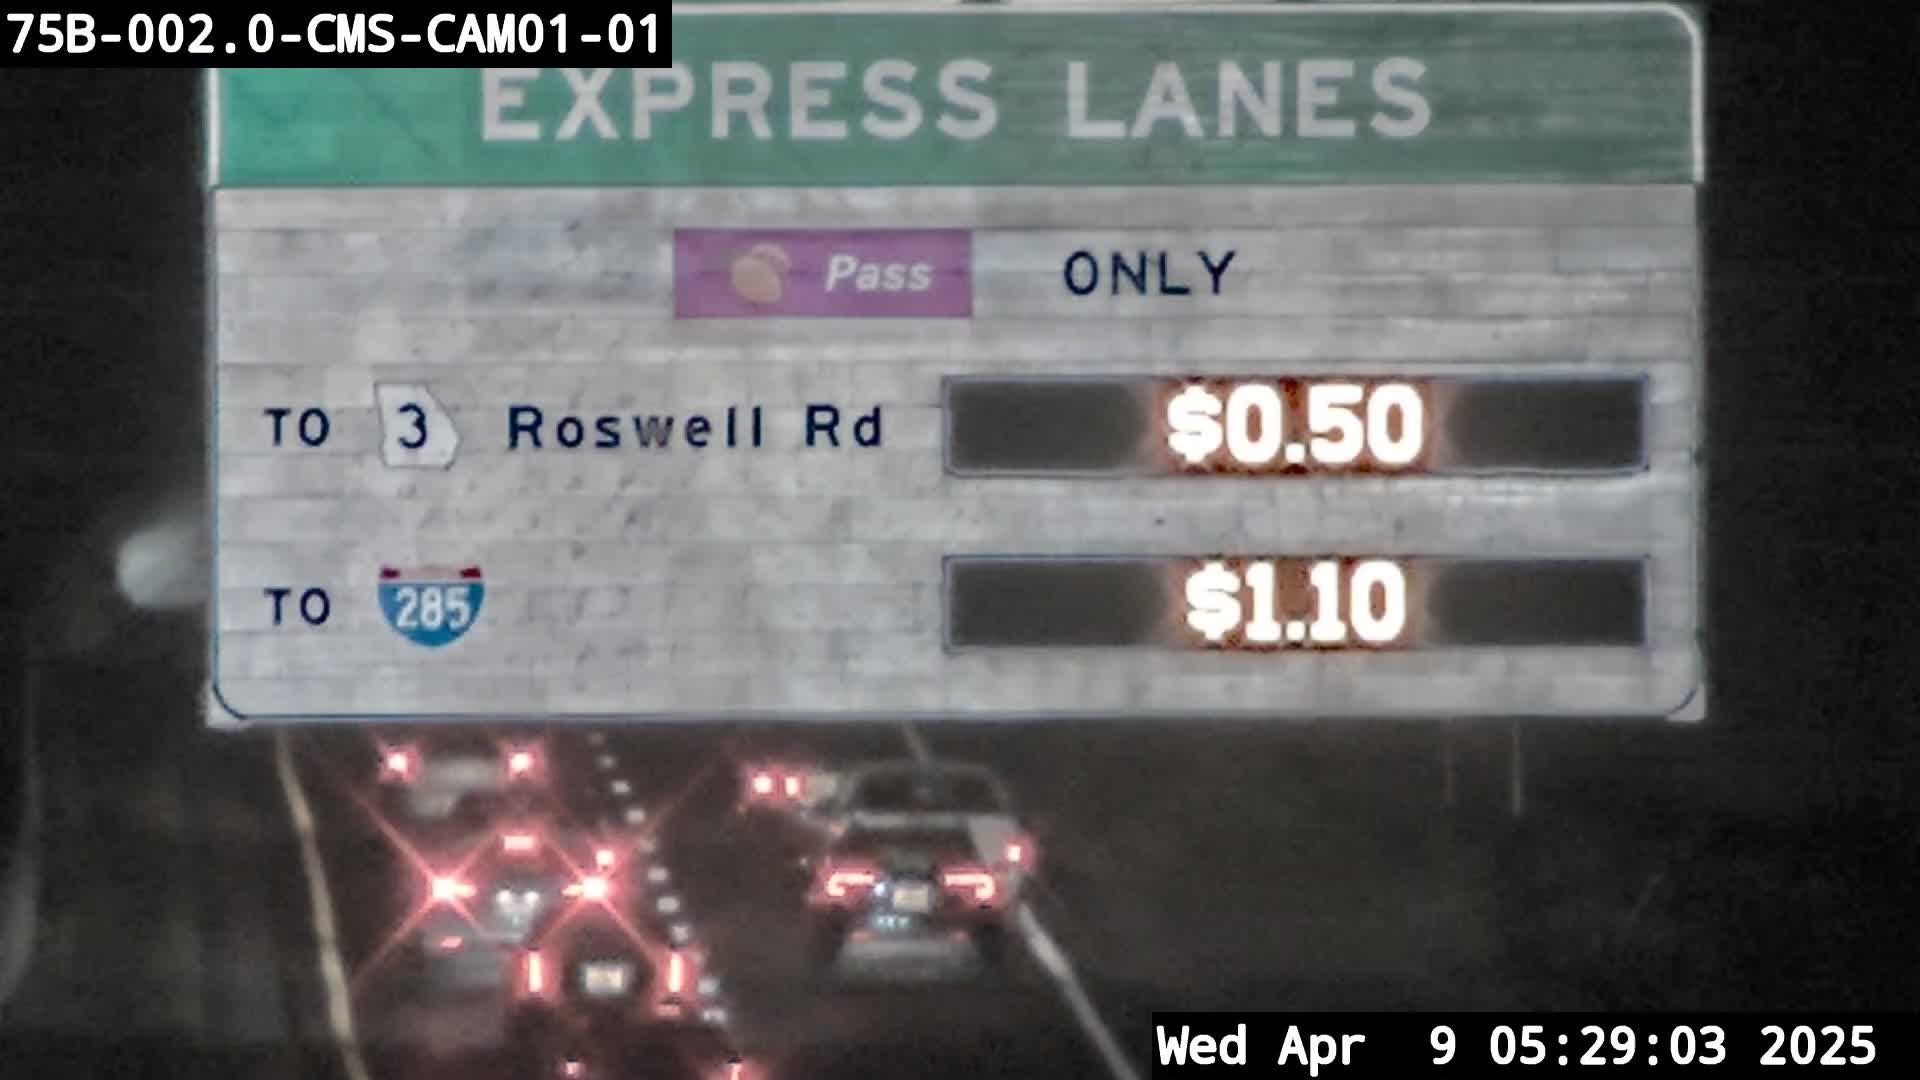 75B-002.0-CMS-CAM01-01
EXPRESS LANES
Pass ONLY
TO 3 Roswell Rd $0.50
TO 285 $1.10
Wed Apr 9 05:29:03 2025